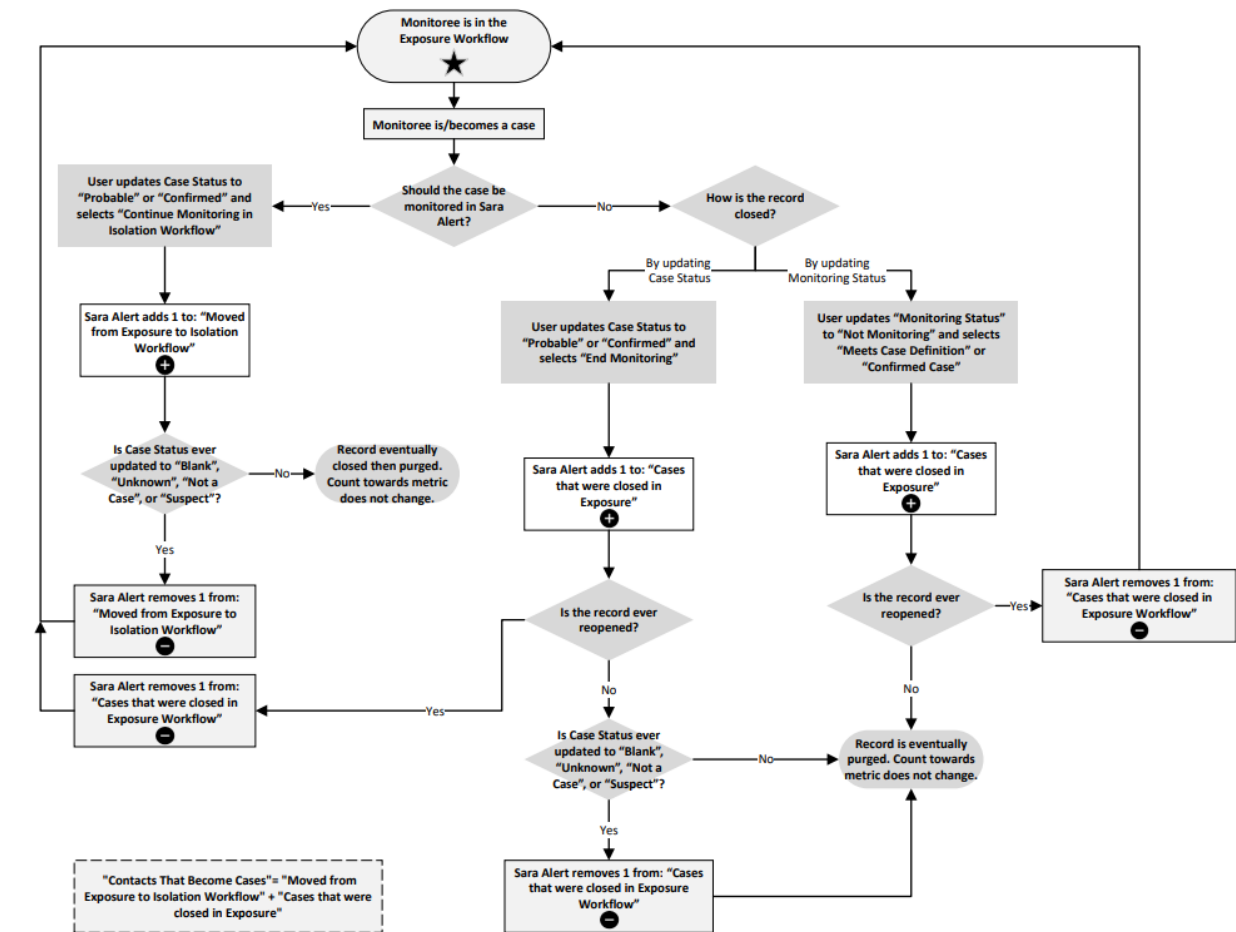 Monitoree is in the
Exposure Workflow
Monitoree is/becomes a case
Should the case be
monitored in Sara
Alert?
Yes
No
User updates Case Status to
“Probable” or “Confirmed” and
selects “Continue Monitoring in
Isolation Workflow”
How is the record
closed?
By updating
Case Status
By updating
Monitoring Status
Sara Alert adds 1 to: “Moved
from Exposure to Isolation
Workflow”
User updates Case Status to
“Probable” or “Confirmed” and
selects “End Monitoring”
User updates “Monitoring Status”
to “Not Monitoring” and selects
“Meets Case Definition” or
“Confirmed Case”
Is Case Status ever
updated to “Blank”,
“Unknown”, “Not a
Case”, or “Suspect”?
No
Record eventually
closed then purged.
Count towards metric
does not change.
Yes
Sara Alert adds 1 to: “Cases
that were closed in
Exposure”
Sara Alert adds 1 to: “Cases
that were closed in
Exposure”
Sara Alert removes 1 from:
“Moved from Exposure to
Isolation Workflow”
Is the record ever
reopened?
Is the record ever
reopened?
Yes
Sara Alert removes 1 from:
“Cases that were closed in
Exposure Workflow”
Sara Alert removes 1 from:
“Cases that were closed in
Exposure Workflow”
Yes
No
No
Is Case Status ever
updated to “Blank”,
“Unknown”, “Not a
Case”, or “Suspect”?
No
Record is eventually
purged. Count towards
metric does not change.
Yes
Sara Alert removes 1 from: “Cases
that were closed in Exposure
Workflow”
"Contacts That Become Cases"= "Moved from
Exposure to Isolation Workflow" + "Cases that were
closed in Exposure"